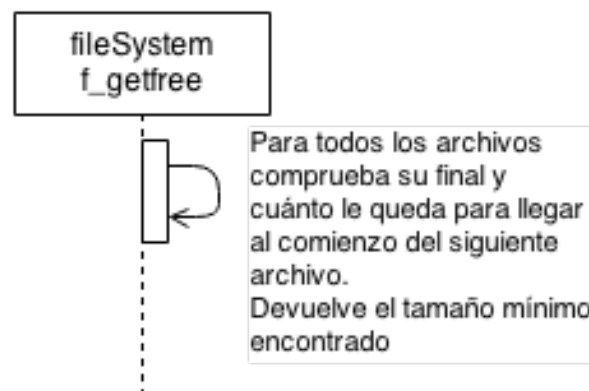 fileSystem
f_getfree
Para todos los archivos
comprueba su final y
cuánto le queda para llegar
al comienzo del siguiente
archivo.
Devuelve el tamaño mínimo
encontrado